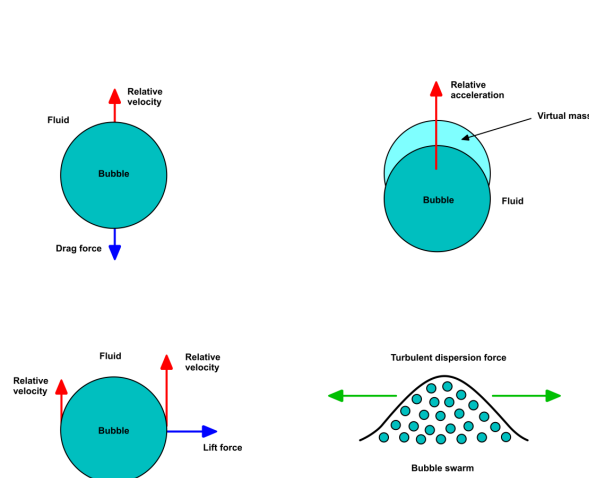 Relative
velocity
Fluid
Bubble
Drag force
Relative
acceleration
Virtual mass
Bubble
Fluid
Fluid
Relative
velocity
Relative
velocity
Bubble
Lift force
Turbulent dispersion force
Bubble swarm